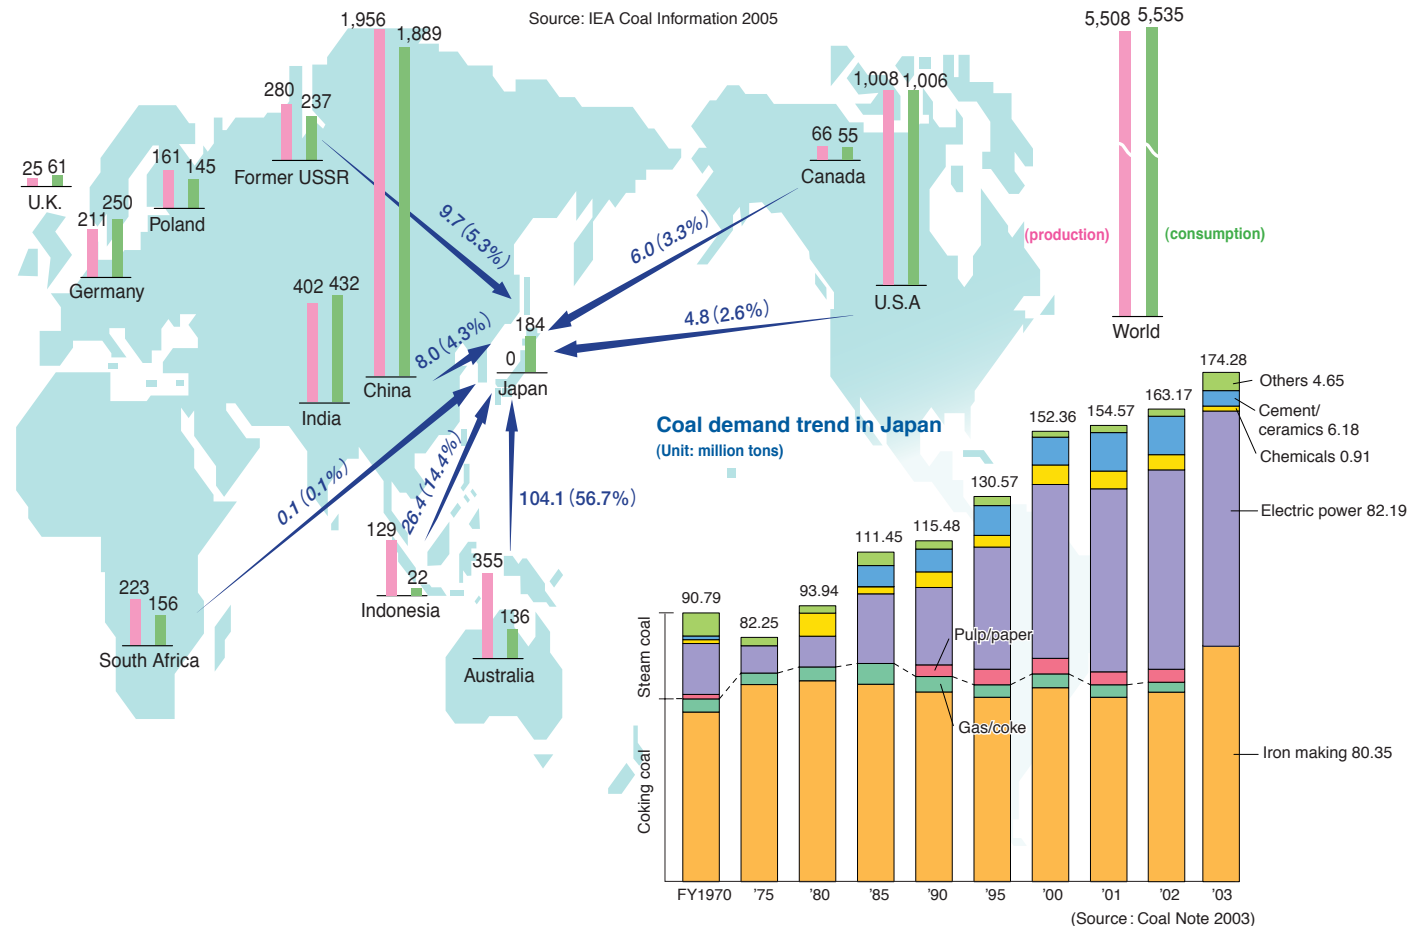 Source: IEA Coal Information 2005
1,956
1,889
5,508
5,535
280
237
Former USSR
1,008
1,006
U.S.A
66
55
Canada
25
61
U.K.
161
145
Poland
211
250
Germany
(production)
(consumption)
World
402
432
India
China
9.7 (5.3%)
6.0 (3.3%)
4.8 (2.6%)
8.0 (4.3%)
184
0
Japan
0.1 (0.1%)
26.4 (14.4%)
104.1 (56.7%)
129
22
Indonesia
355
136
Australia
223
156
South Africa
Coal demand trend in Japan
(Unit: million tons)
90.79
82.25
93.94
111.45
115.48
130.57
152.36
154.57
163.17
174.28
Others 4.65
Cement/
ceramics 6.18
Chemicals 0.91
Electric power 82.19
Iron making 80.35
Pulp/paper
Gas/coke
Steam coal
Coking coal
FY1970
'75
'80
'85
'90
'95
'00
'01
'02
'03
(Source: Coal Note 2003)